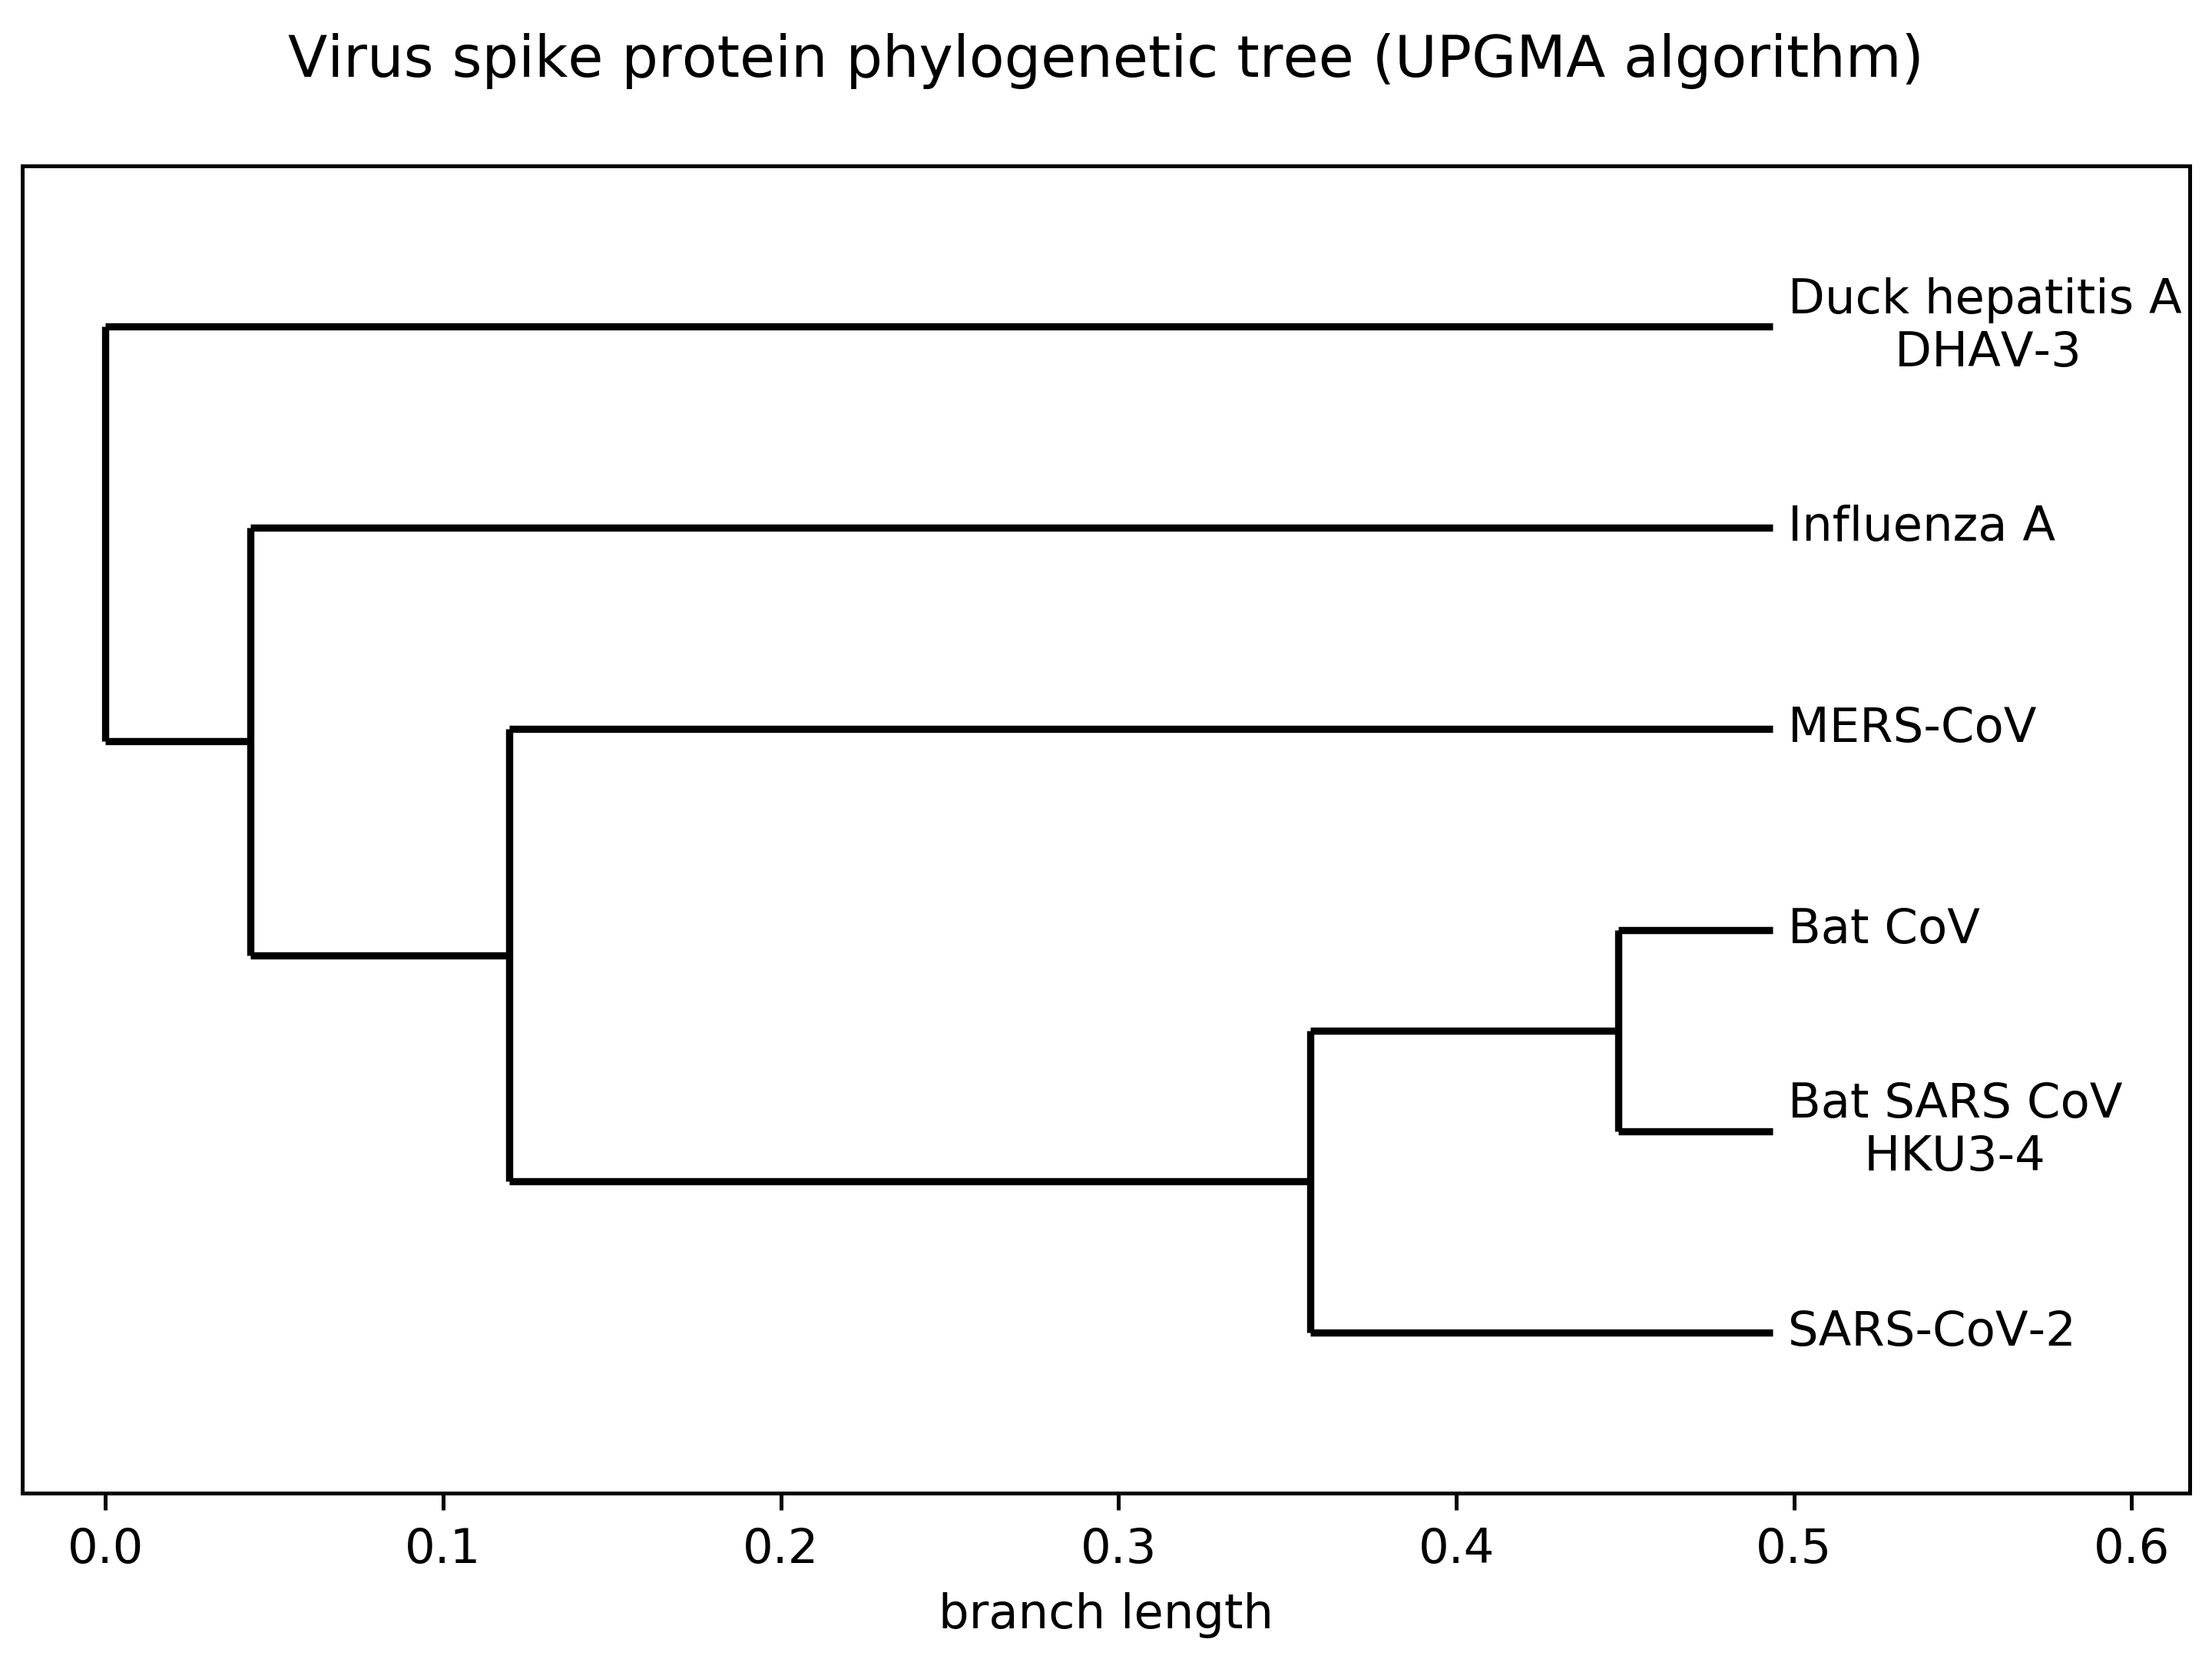 Virus spike protein phylogenetic tree (UPGMA algorithm)
Duck hepatitis A
DHAV-3
Influenza A
MERS-CoV
Bat CoV
Bat SARS CoV
HKU3-4
SARS-CoV-2
0.0 0.1 0.2 0.3 0.4 0.5 0.6
branch length